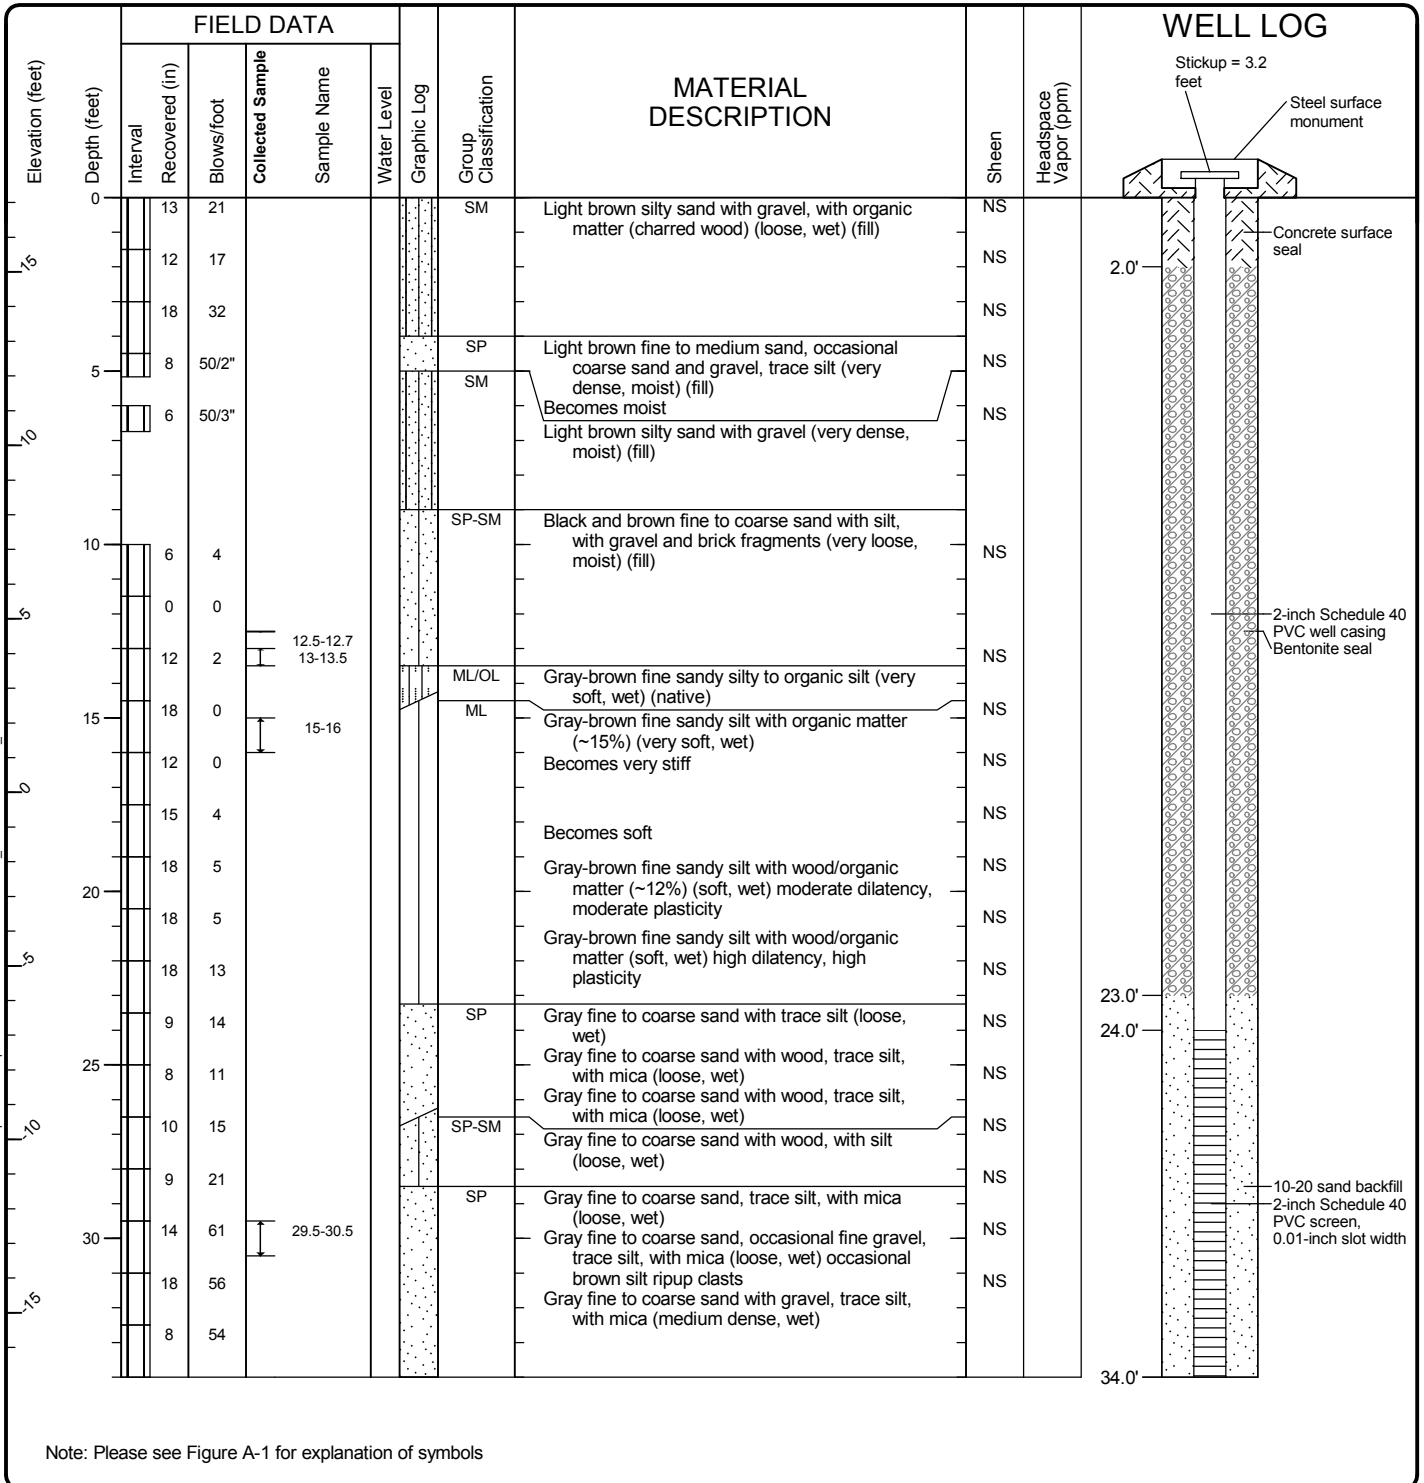 FIELD DATA
WELL LOG
Elevation (feet)
Depth (feet)
Interval
Recovered (in)
Blows/foot
Collected Sample
Sample Name
Water Level
Graphic Log
Group
Classification
MATERIAL
DESCRIPTION
Sheen
Headspace
Vapor (ppm)
Stickup = 3.2
feet
Steel surface
monument
0
13 21
SM
Light brown silty sand with gravel, with organic
matter (charred wood) (loose, wet) (fill)
NS
Concrete surface
seal
12 17
NS
15
2.0'
18 32
NS
SP
Light brown fine to medium sand, occasional
coarse sand and gravel, trace silt (very
dense, moist) (fill)
Becomes moist
8 50/2"
NS
5
SM
6 50/3"
NS
Light brown silty sand with gravel (very dense,
moist) (fill)
10
SP-SM
Black and brown fine to coarse sand with silt,
with gravel and brick fragments (very loose,
moist) (fill)
10
6 4
NS
0 0
5
2-inch Schedule 40
PVC well casing
Bentonite seal
12.5-12.7
12 2
13-13.5
NS
ML/OL
Gray-brown fine sandy silty to organic silt (very
soft, wet) (native)
18 0
ML
NS
15
15-16
Gray-brown fine sandy silt with organic matter
(~15%) (very soft, wet)
Becomes very stiff
12 0
NS
0
15 4
NS
Becomes soft
18 5
NS
Gray-brown fine sandy silt with wood/organic
matter (~12%) (soft, wet) moderate dilatency,
moderate plasticity
20
18 5
NS
Gray-brown fine sandy silt with wood/organic
matter (soft, wet) high dilatency, high
plasticity
-5
18 13
NS
23.0'
SP
Gray fine to coarse sand with trace silt (loose,
wet)
9 14
NS
24.0'
Gray fine to coarse sand with wood, trace silt,
with mica (loose, wet)
25
8 11
NS
Gray fine to coarse sand with wood, trace silt,
with mica (loose, wet)
-10
10 15
SP-SM
NS
Gray fine to coarse sand with wood, with silt
(loose, wet)
9 21
NS
SP
Gray fine to coarse sand, trace silt, with mica
(loose, wet)
10-20 sand backfill
2-inch Schedule 40
PVC screen,
0.01-inch slot width
30
14 61
29.5-30.5
NS
Gray fine to coarse sand, occasional fine gravel,
trace silt, with mica (loose, wet) occasional
brown silt ripup clasts
18 56
NS
-15
Gray fine to coarse sand with gravel, trace silt,
with mica (medium dense, wet)
8 54
34.0'
Note: Please see Figure A-1 for explanation of symbols